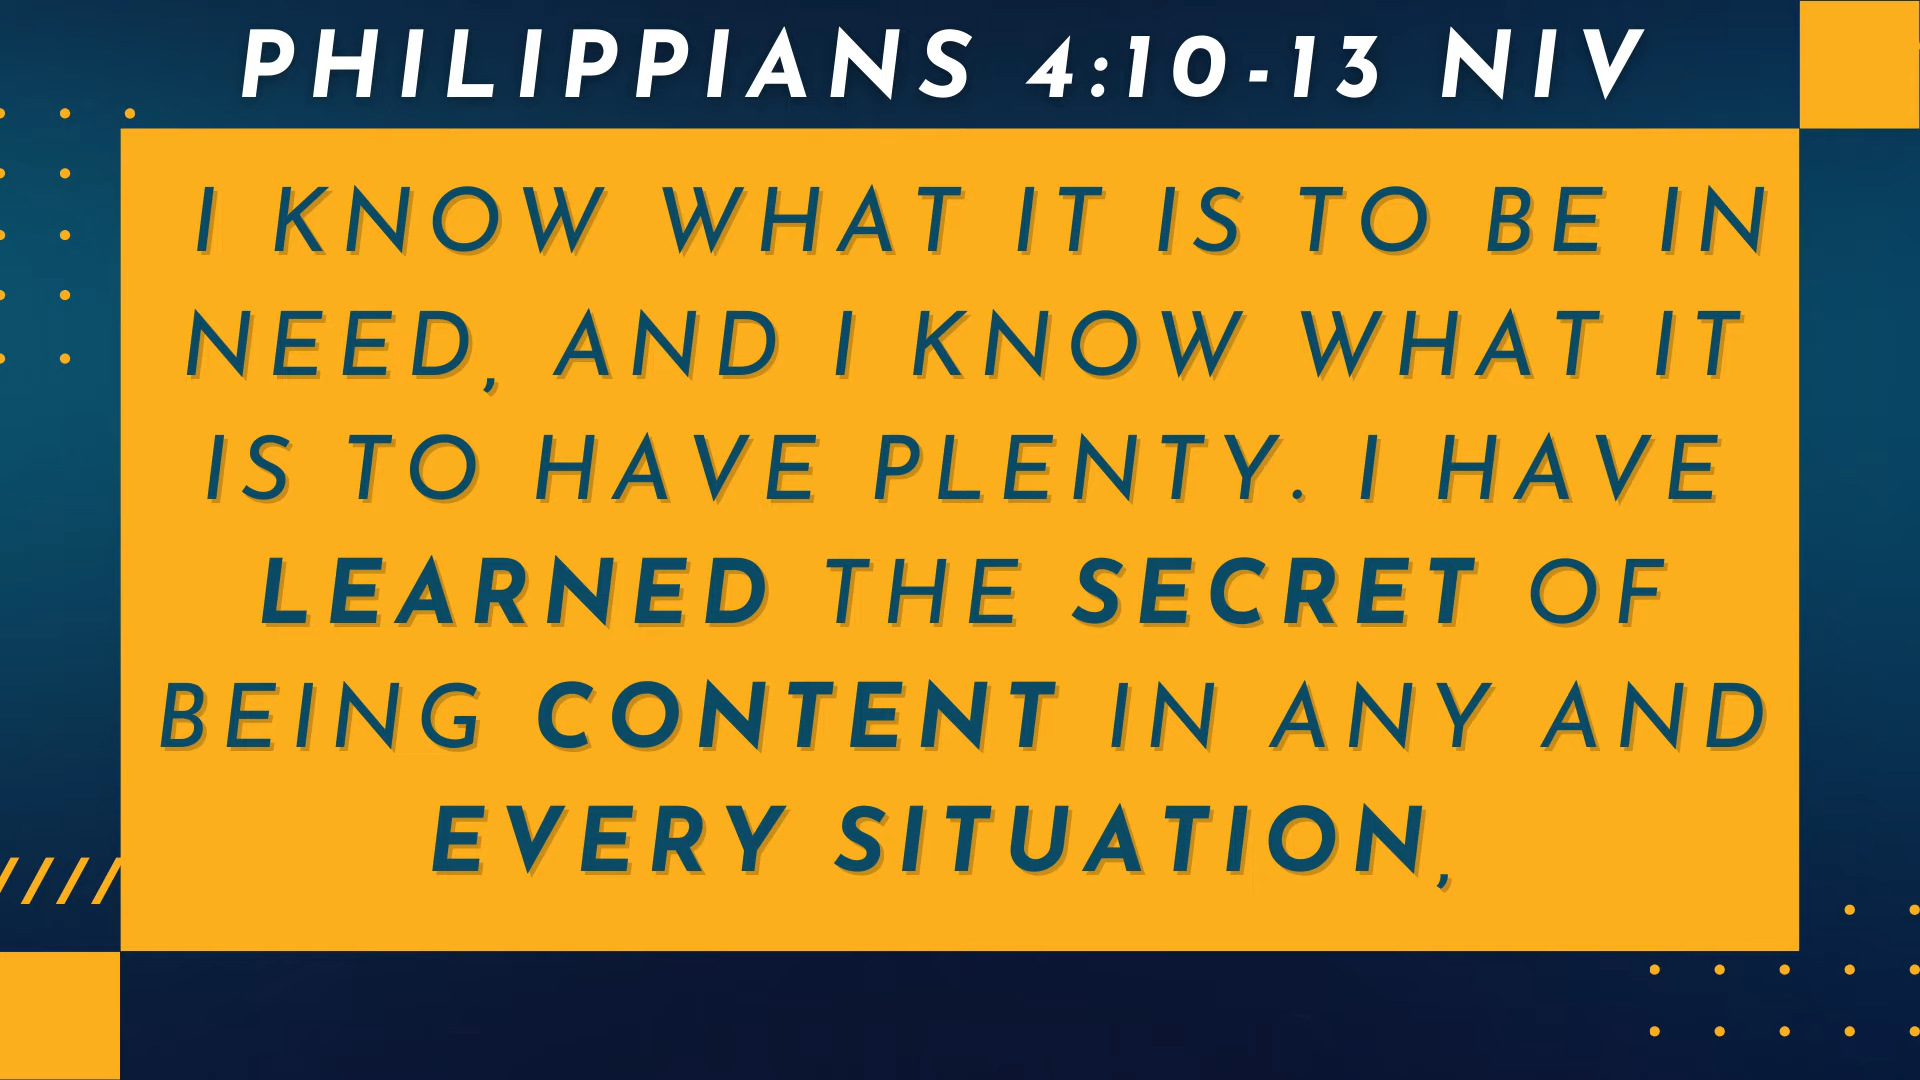 PHILIPPIANS 4:10-13 NIV
I KNOW WHAT IT IS TO BE IN
NEED, AND I KNOW WHAT IT
IS TO HAVE PLENTY. I HAVE
LEARNED THE SECRET OF
BEING CONTENT IN ANY AND
EVERY SITUATION,